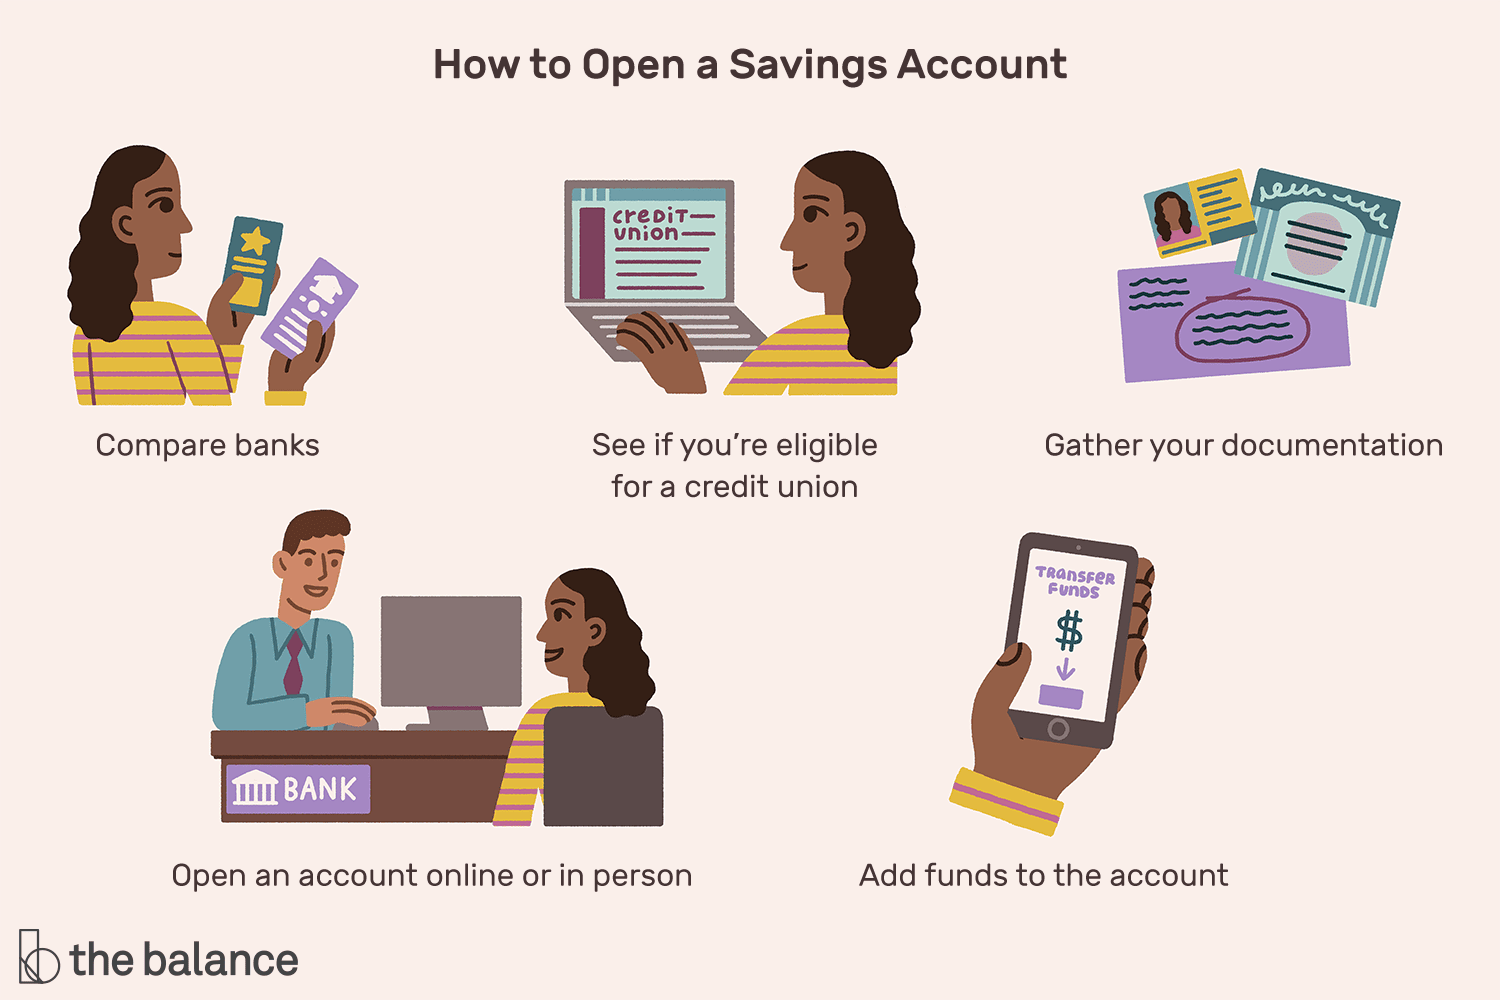 How to Open a Savings Account
CREDIT
UNION
Compare banks
See if you’re eligible
for a credit union
Gather your documentation
BANK
TRANSFER
FUNDS
$
Open an account online or in person
Add funds to the account
the balance